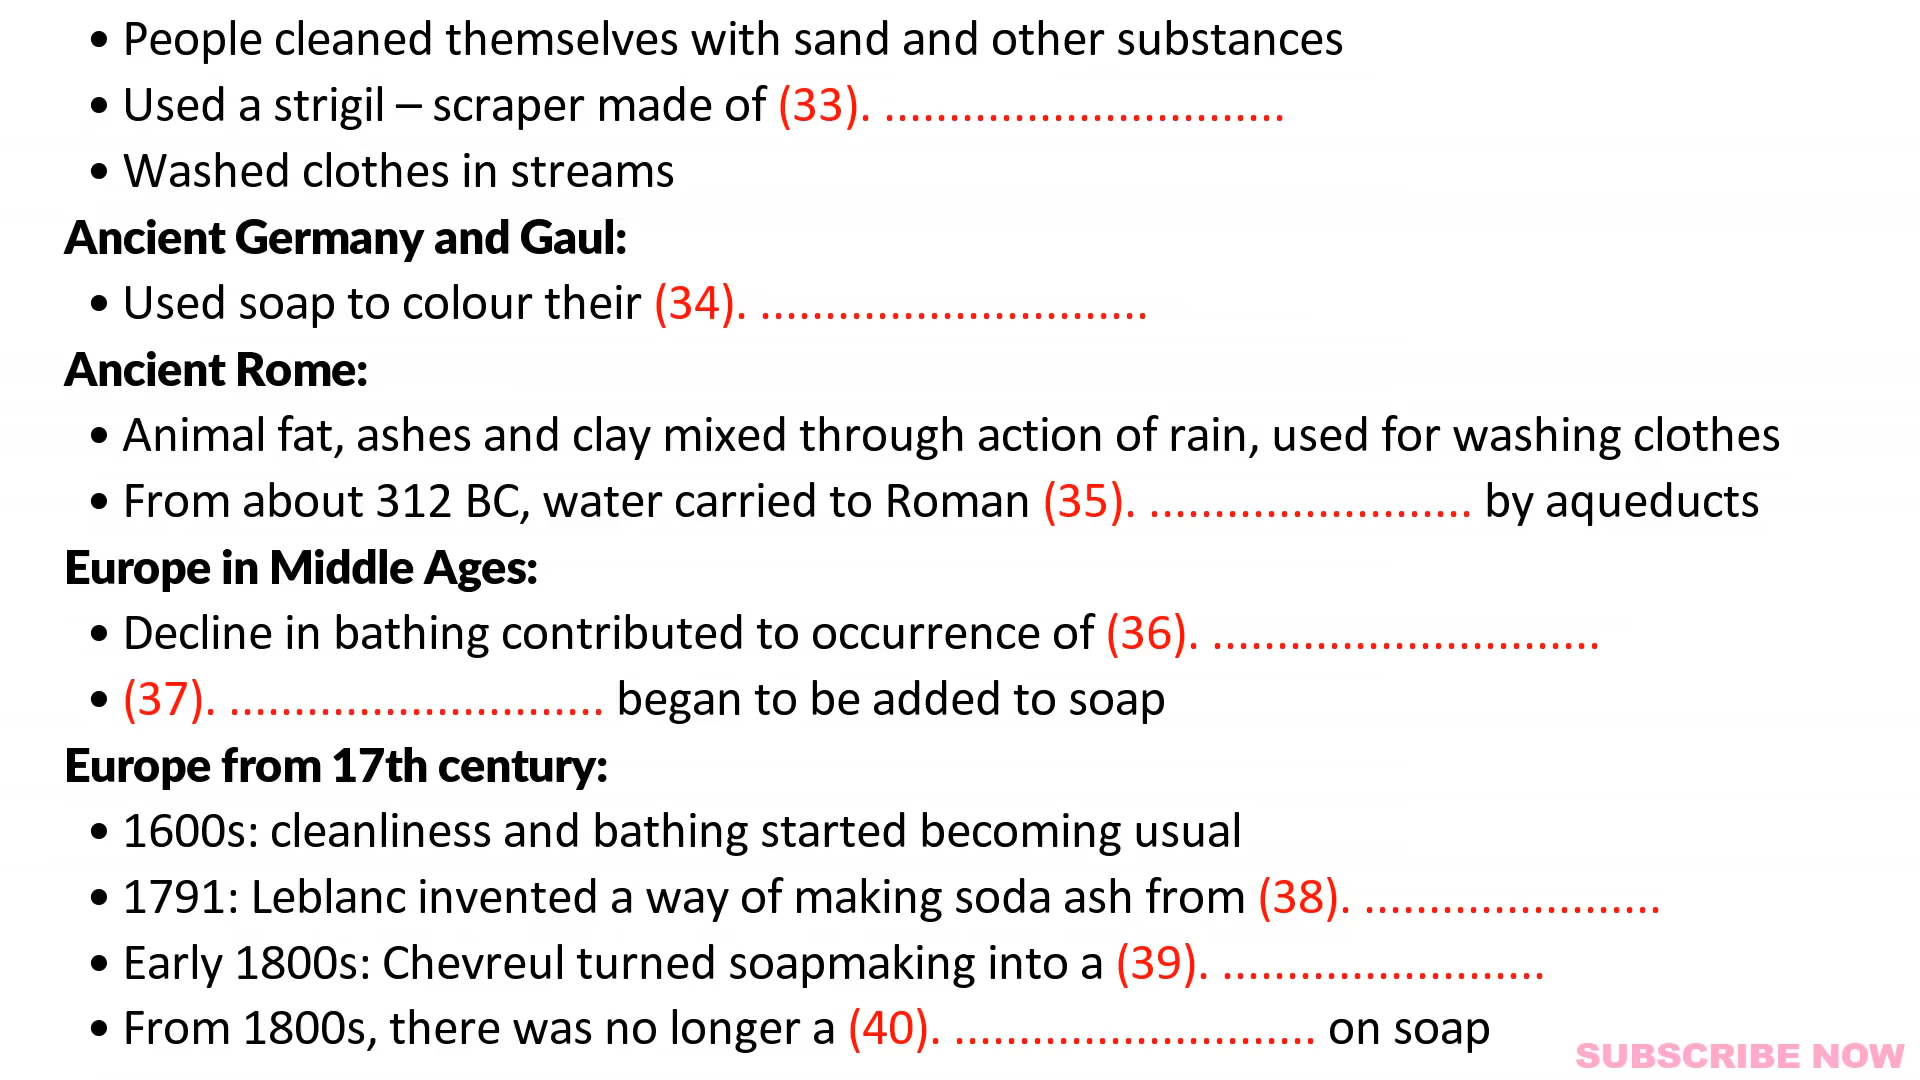 • People cleaned themselves with sand and other substances
• Used a strigil – scraper made of (33). ...............................
• Washed clothes in streams
Ancient Germany and Gaul:
• Used soap to colour their (34). ..............................
Ancient Rome:
• Animal fat, ashes and clay mixed through action of rain, used for washing clothes
• From about 312 BC, water carried to Roman (35). ......................... by aqueducts
Europe in Middle Ages:
• Decline in bathing contributed to occurrence of (36). ..............................
• (37). ............................. began to be added to soap
Europe from 17th century:
• 1600s: cleanliness and bathing started becoming usual
• 1791: Leblanc invented a way of making soda ash from (38). .......................
• Early 1800s: Chevreul turned soapmaking into a (39). .........................
• From 1800s, there was no longer a (40). ............................ on soap
SUBSCRIBE NOW